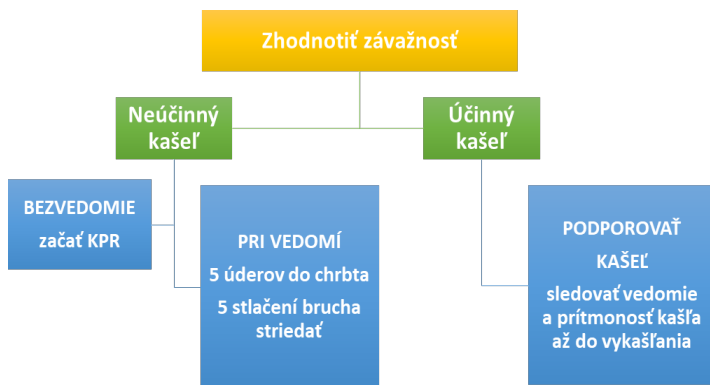 Zhodnotiť závažnosť
Neúčinný
kašeľ
Účinný
kašeľ
BEZVEDOMIE
začať KPR
PRI VEDOMÍ
5 úderov do chrbta
5 stlačení brucha
striedať
PODPOROVAŤ
KAŠEĽ
sledovať vedomie
a prítmonosť kašľa
až do vykašľania